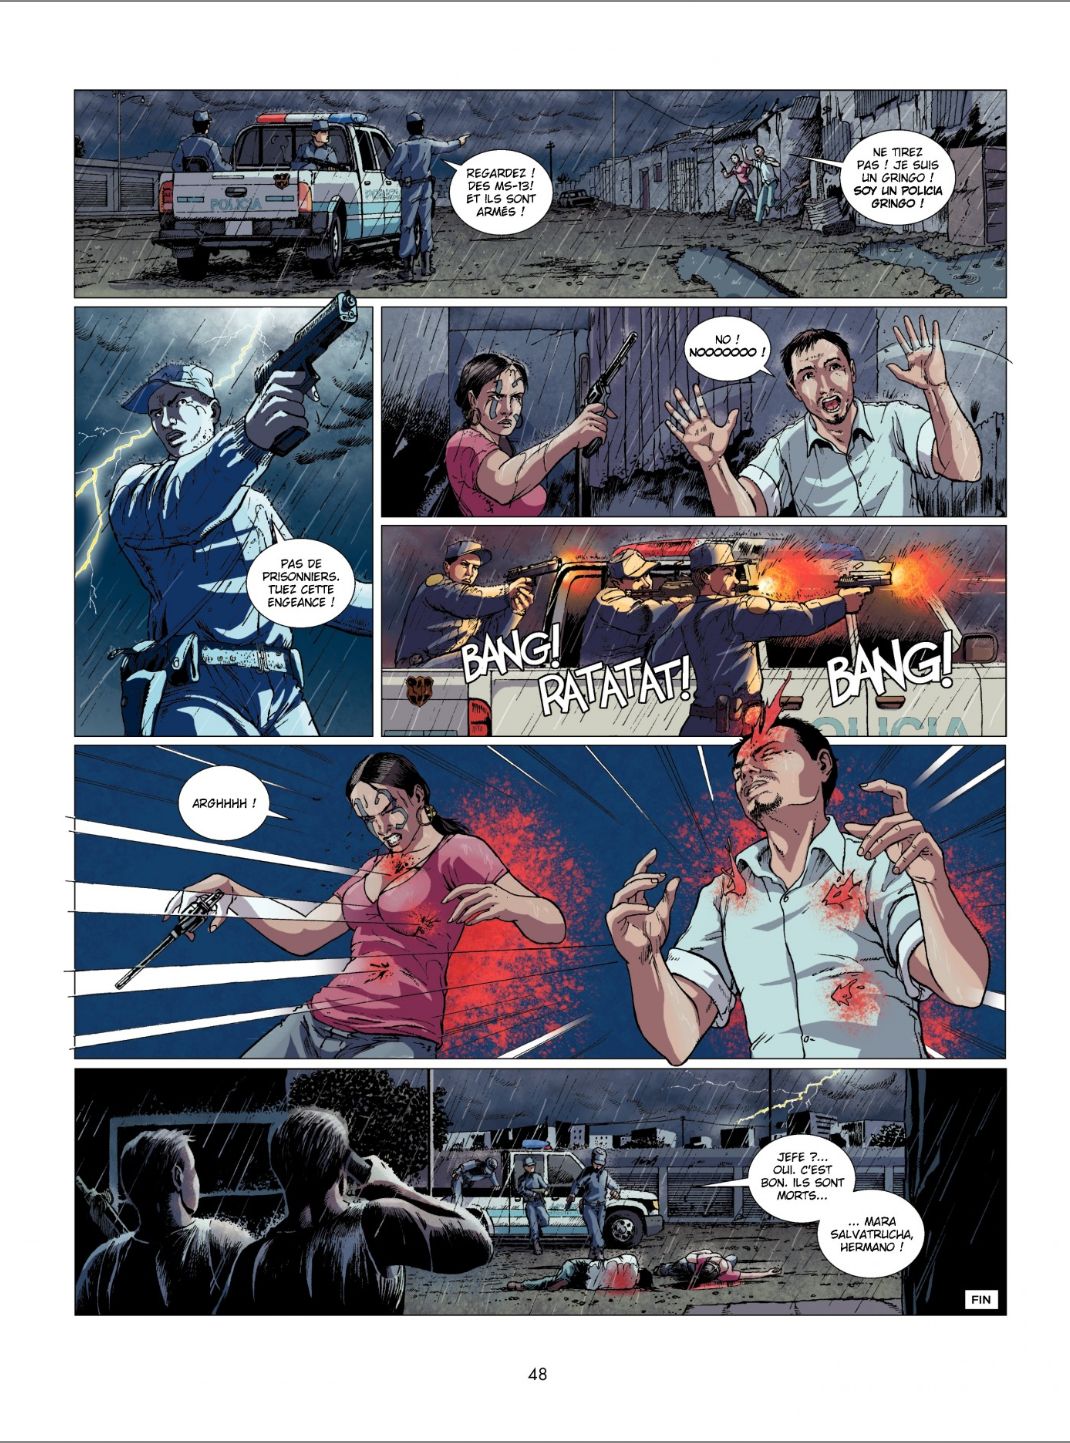 REGARDEZ !
DES MS-13!
ET ILS SONT
ARMÉS !
NE TIREZ
PAS ! JE SUIS
UN GRINGO !
SOY UN POLICIA
GRINGO !
POLICIA
PAS DE
PRISONNIERS.
TUEZ CETTE
ENGEANCE !
NO !
NOOOOOOO !
BANG!
RATATAT!
BANG!
POLICIA
ARGHHHH !
JEFE ?...
OUI. C'EST
BON. ILS SONT
MORTS...
... MARA
SALVATRUCHA,
HERMANO !
FIN
48